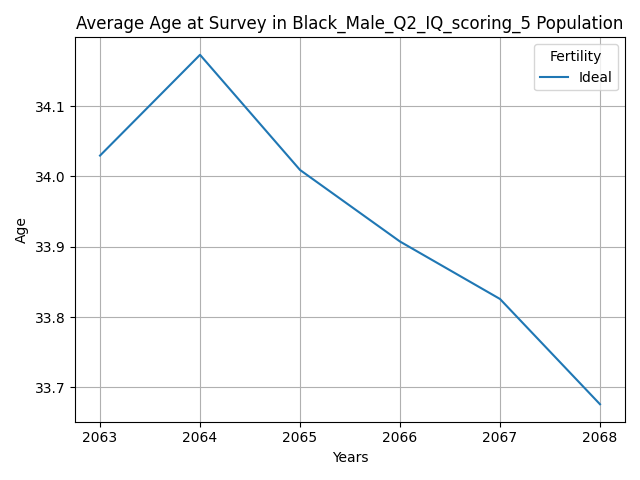 Average Age at Survey in Black_Male_Q2_IQ_scoring_5 Population
Fertility
Ideal
34.1
34.0
33.9
33.8
33.7
Age
2063 2064 2065 2066 2067 2068
Years